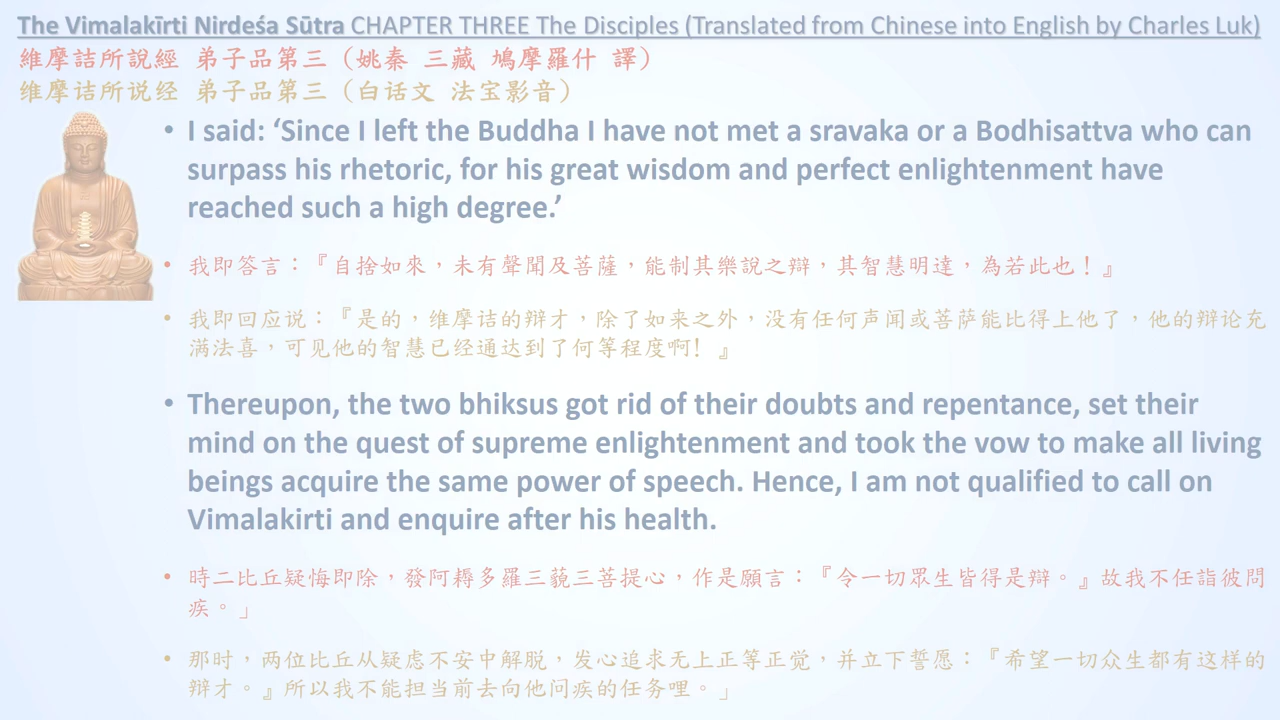 The Vimalakīrti Nirdeśa Sūtra CHAPTER THREE The Disciples (Translated from Chinese into English by Charles Luk)
維摩詰所說經 弟子品第三（姚秦 三藏 鳩摩羅什 譯）
维摩诘所说经 弟子品第三（白话文 法宝影音）
• I said: ‘Since I left the Buddha I have not met a sravaka or a Bodhisattva who can
surpass his rhetoric, for his great wisdom and perfect enlightenment have
reached such a high degree.’
• 我即答言：『自捨如來，未有聲聞及菩薩，能制其樂說之辯，其智慧明達，為若此也！』
• 我即回应说：『是的，维摩诘的辩才，除了如来之外，没有任何声闻或菩萨能比得上他了，他的辩论充
满法喜，可见他的智慧已经通达到了何等程度啊！』
• Thereupon, the two bhiksus got rid of their doubts and repentance, set their
mind on the quest of supreme enlightenment and took the vow to make all living
beings acquire the same power of speech. Hence, I am not qualified to call on
Vimalakirti and enquire after his health.
• 時二比丘疑悔即除，發阿耨多羅三藐三菩提心，作是願言：『令一切眾生皆得是辯。』故我不任詣彼問
疾。」
• 那时，两位比丘从疑虑不安中解脱，发心追求无上正等正觉，并立下誓愿：『希望一切众生都有这样的
辩才。』所以我不能担当前去向他问疾的任务哩。」